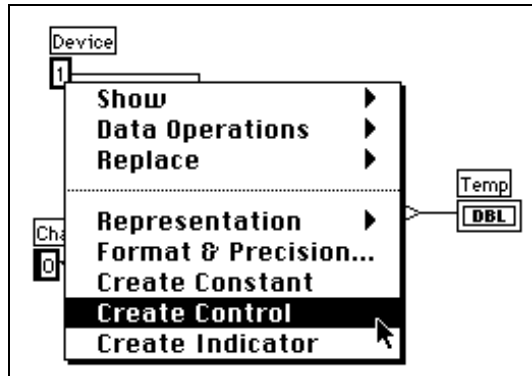 Device
1
Show
Data Operations
Replace
Temp
DBL
Representation
Format & Precision...
Create Constant
Create Control
Create Indicator
0